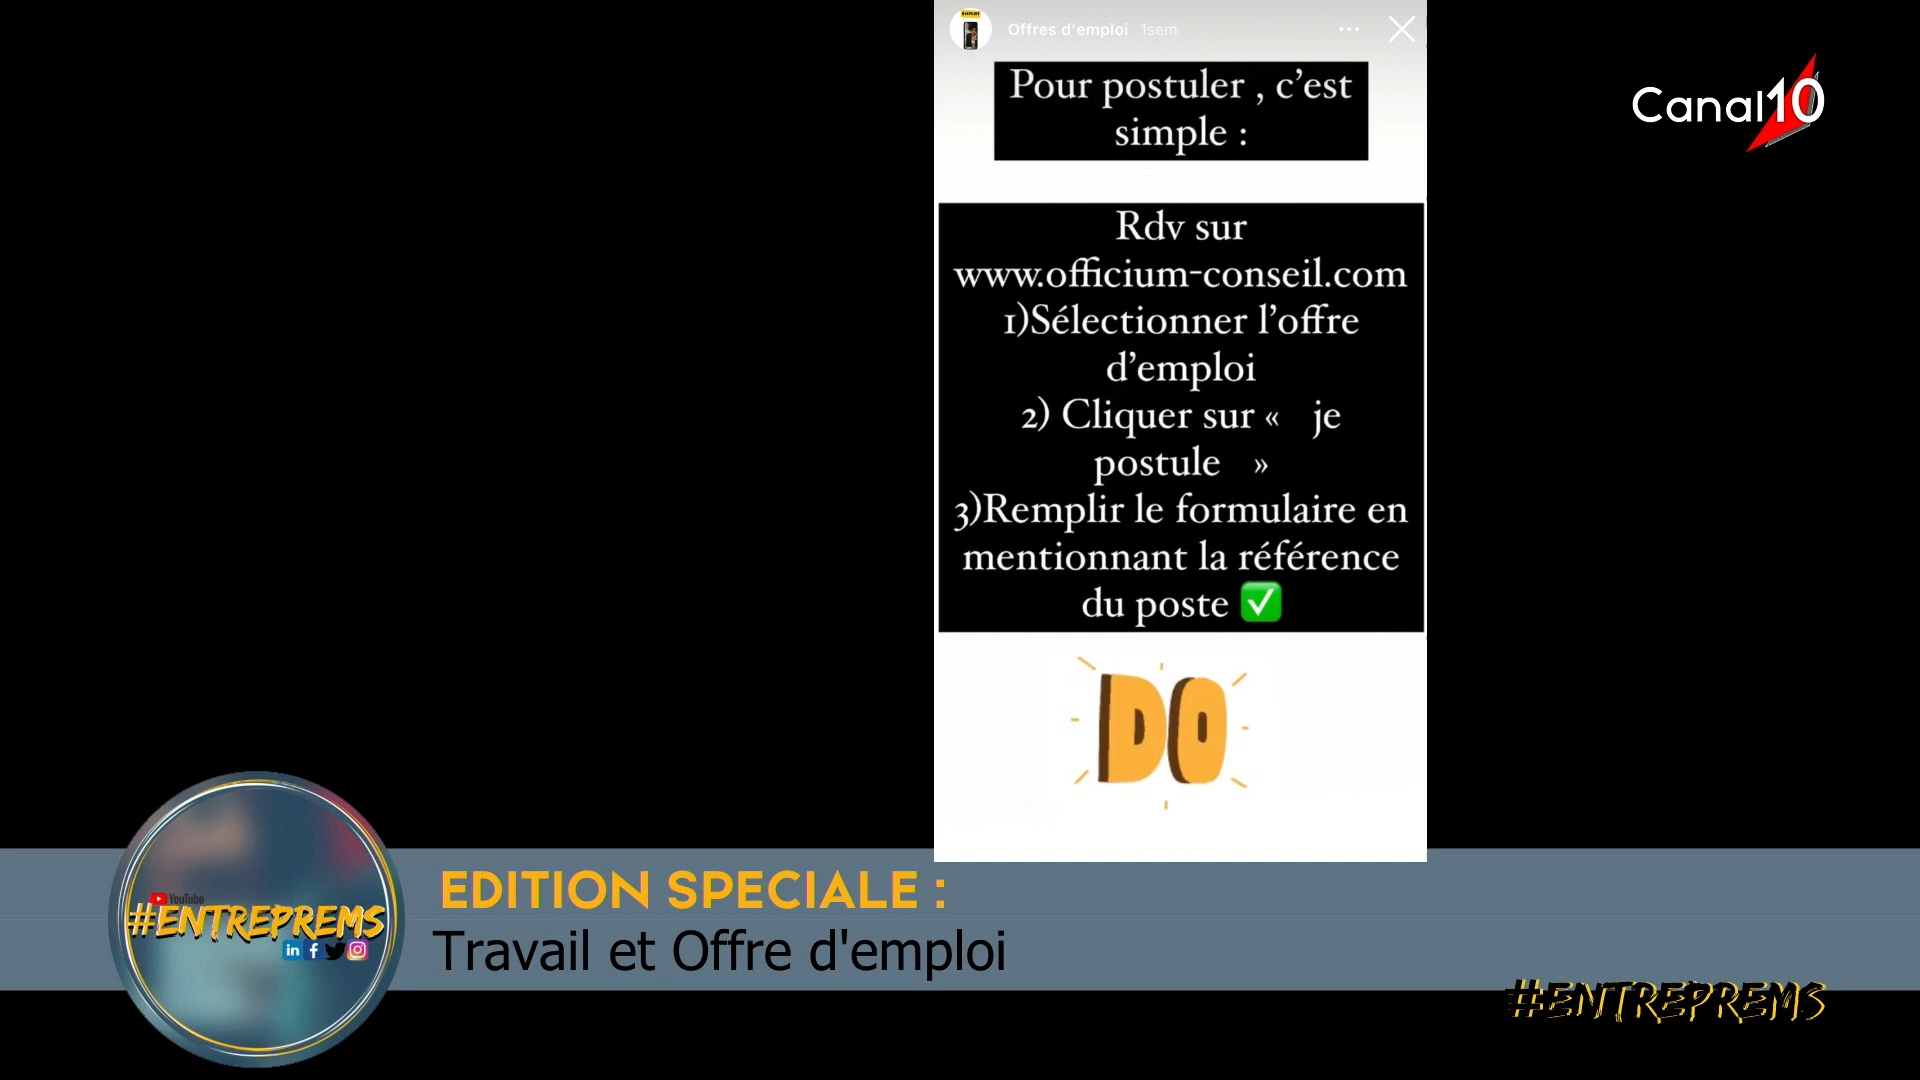 EMPLOIS
Offres d'emploi 1sem
Pour postuler , c’est
simple :
Canal10
Rdv sur
www.officium-conseil.com
1)Sélectionner l’offre
d’emploi
2) Cliquer sur « je
postule »
3)Remplir le formulaire en
mentionnant la référence
du poste ✅
DO
EDITION SPECIALE :
Travail et Offre d'emploi
YouTube
#ENTREPREMS
in f
#ENTREPREMS